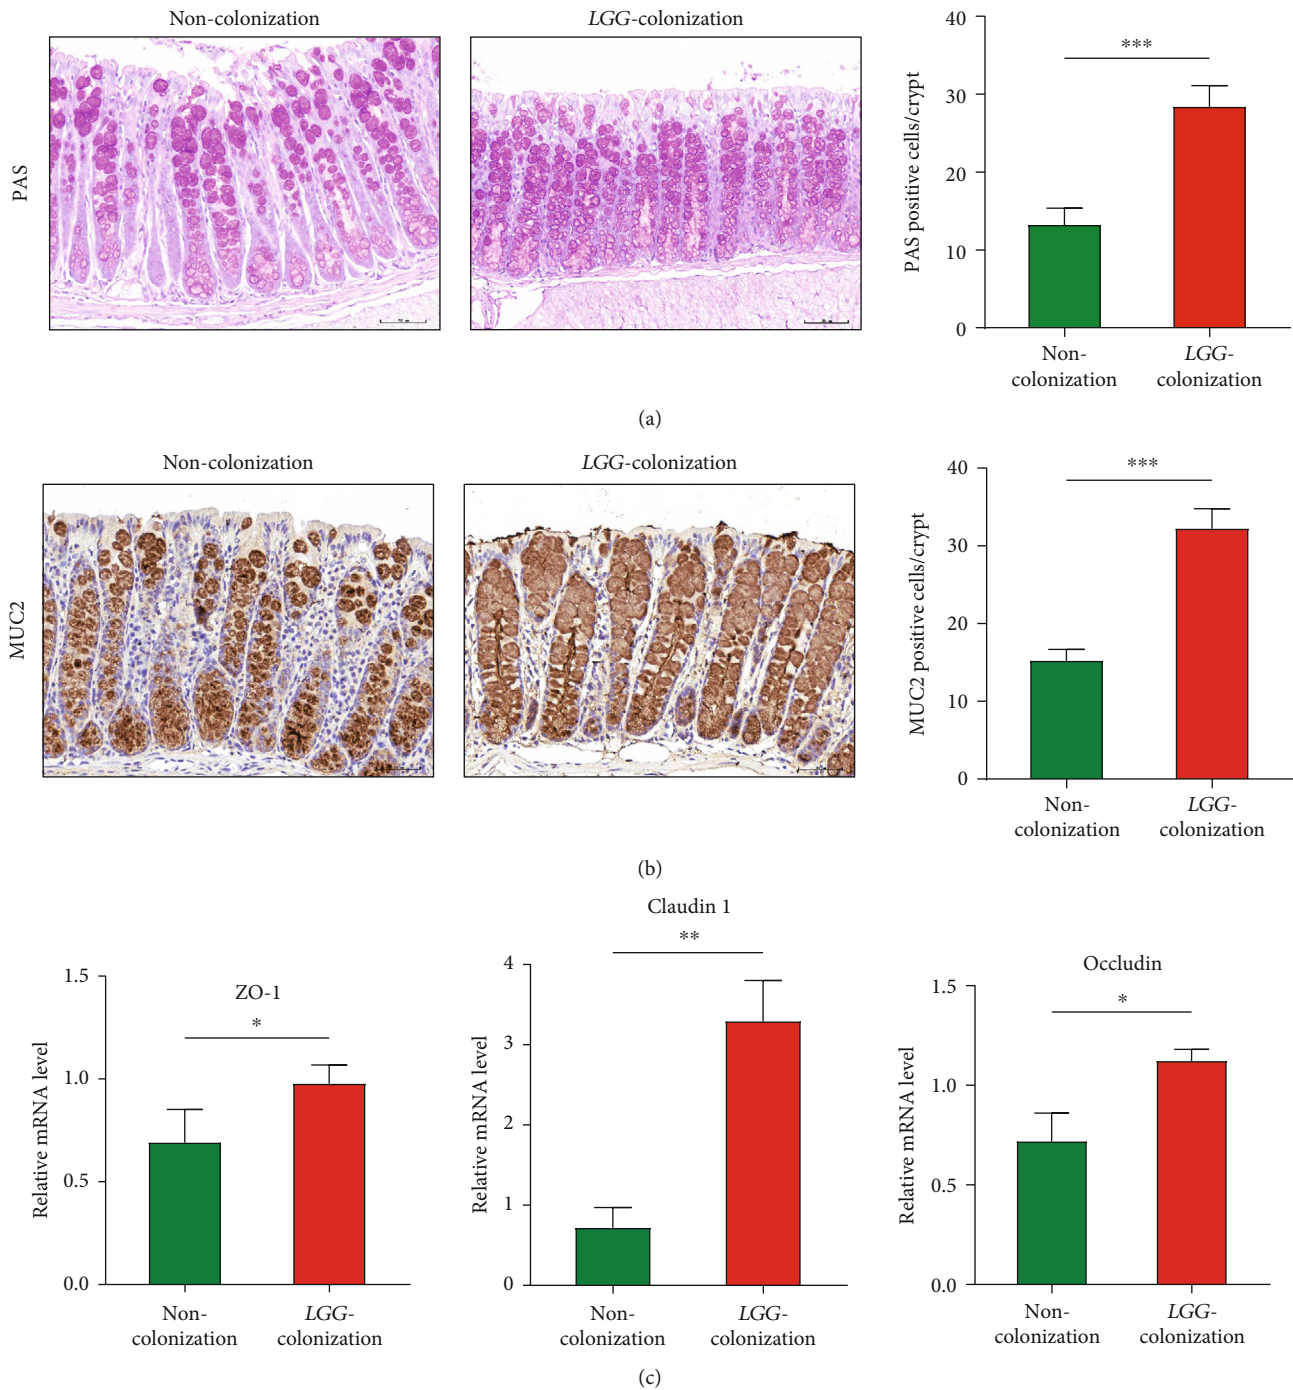 Non-colonization
LGG-colonization
PAS
40
30
20
10
0
PAS positive cells/crypt
***
Non-
colonization
LGG-
colonization
(a)
Non-colonization
LGG-colonization
MUC2
40
30
20
10
0
MUC2 positive cells/crypt
***
Non-
colonization
LGG-
colonization
(b)
ZO-1
*
1.5
1.0
0.5
0.0
Relative mRNA level
Non-
colonization
LGG-
colonization
Claudin 1
**
4
3
2
1
0
Relative mRNA level
Non-
colonization
LGG-
colonization
Occludin
*
1.5
1.0
0.5
0.0
Relative mRNA level
Non-
colonization
LGG-
colonization
(c)